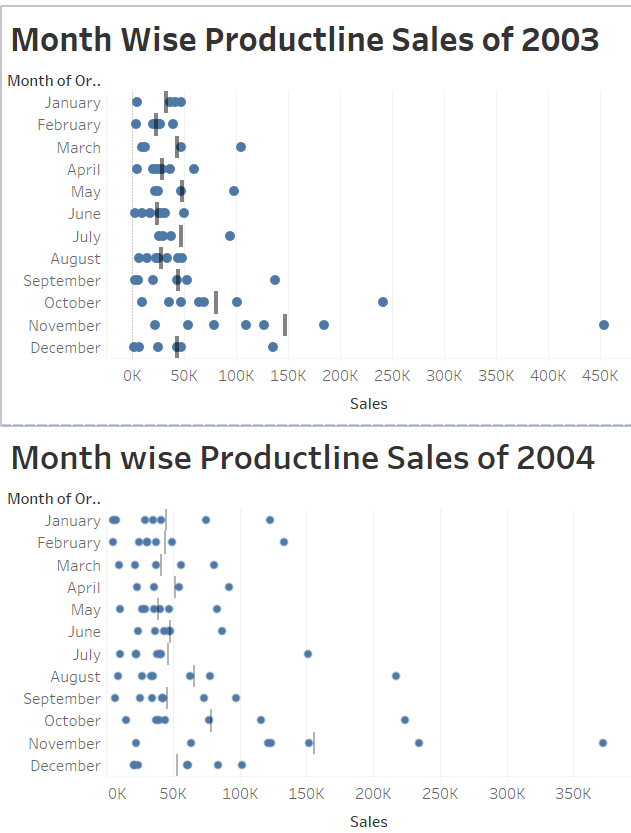 Month Wise Productline Sales of 2003
Month of Or..
January
February
March
April
May
June
July
August
September
October
November
December
0K 50K 100K 150K 200K 250K 300K 350K 400K 450K
Sales
Month wise Productline Sales of 2004
Month of Or..
January
February
March
April
May
June
July
August
September
October
November
December
0K 50K 100K 150K 200K 250K 300K 350K
Sales